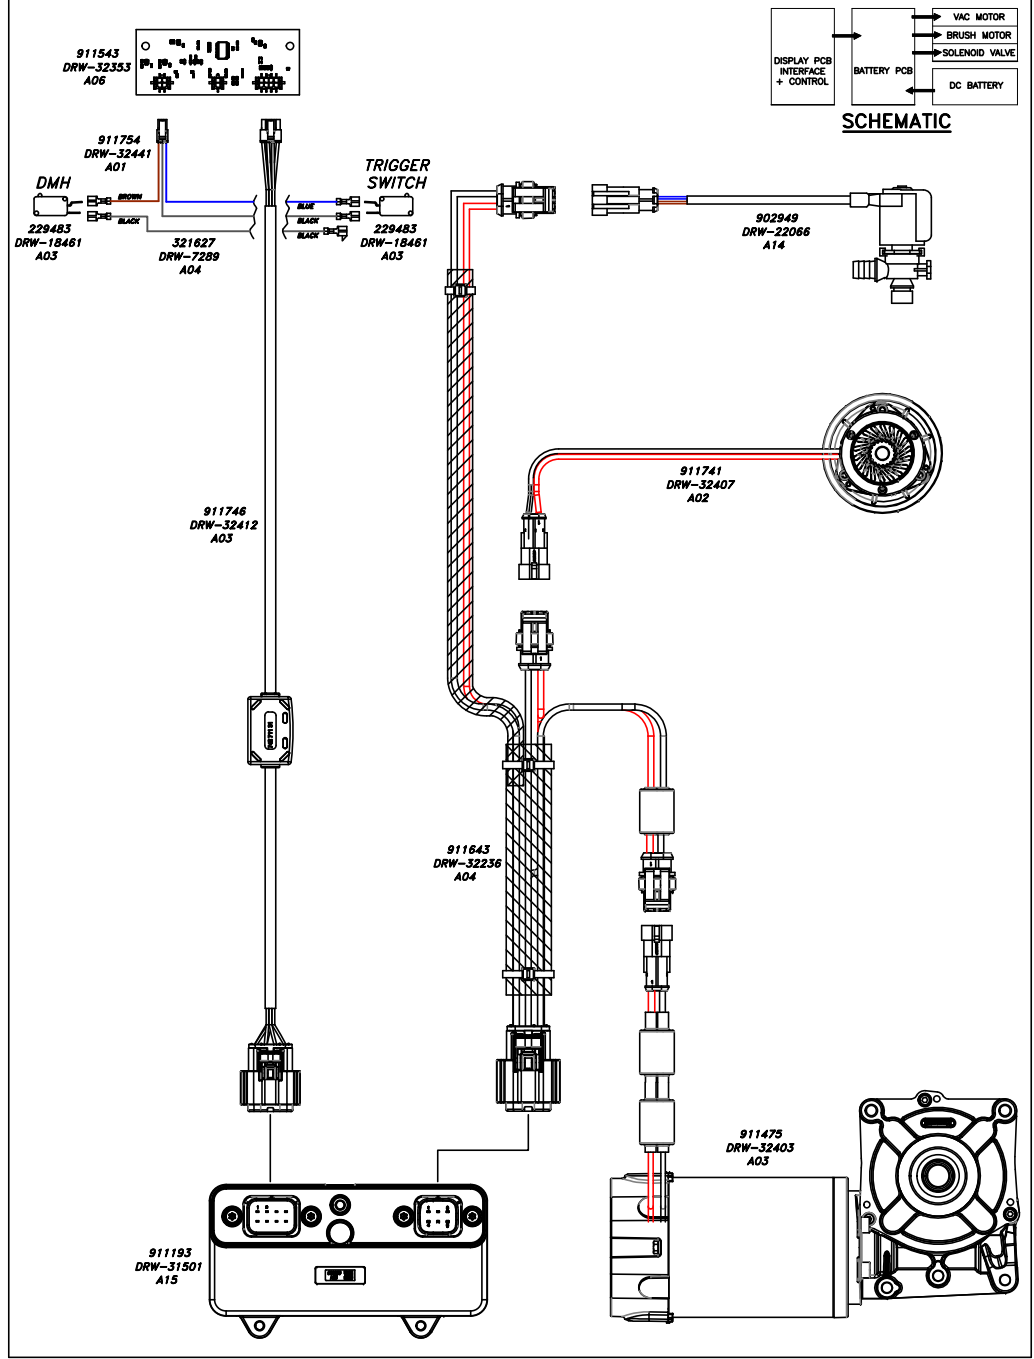 911543
DRW-32353
A06
VAC MOTOR
BRUSH MOTOR
SOLENOID VALVE
DISPLAY PCB
INTERFACE
+ CONTROL
BATTERY PCB
DC BATTERY
SCHEMATIC
911754
DRW-32441
A01
DMH
BROWN
BLACK
229483
DRW-18461
A03
321627
DRW-7289
A04
TRIGGER
SWITCH
BLUE
BLACK
BLACK
229483
DRW-18461
A03
902949
DRW-22066
A14
911741
DRW-32407
A02
911746
DRW-32412
A03
911643
DRW-32236
A04
911475
DRW-32403
A03
911193
DRW-31501
A15